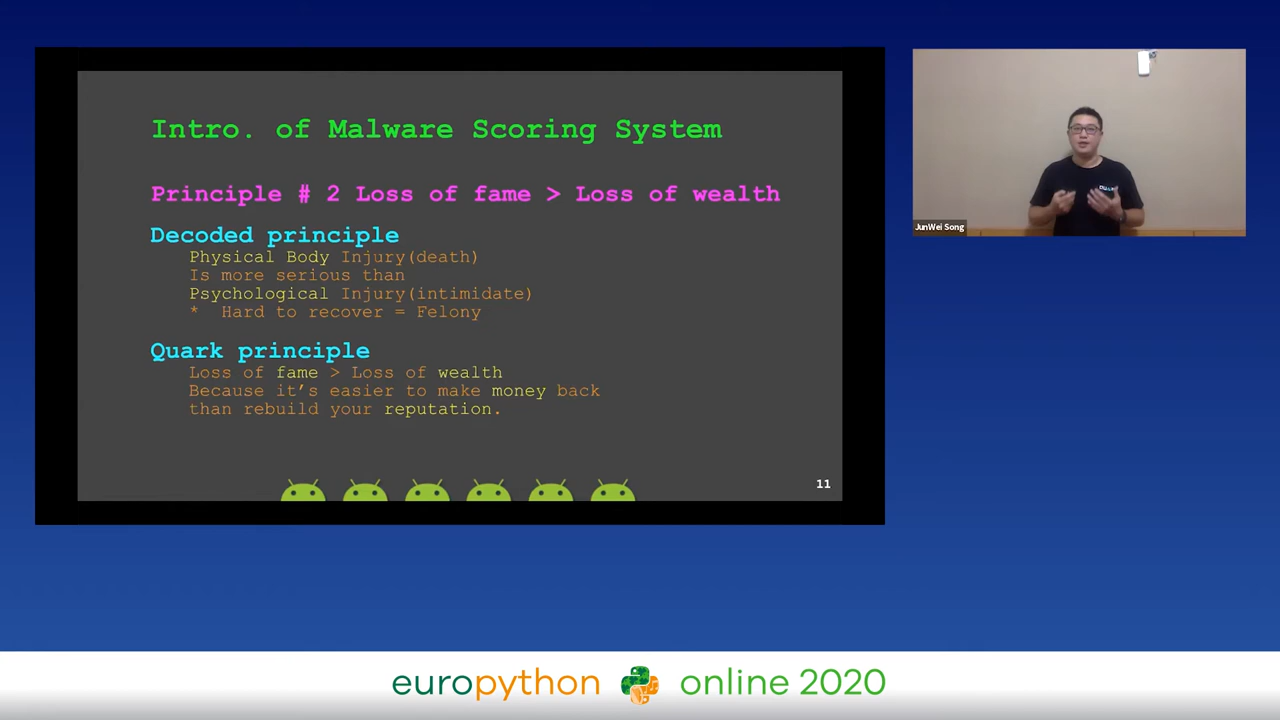 Intro. of Malware Scoring System
Principle # 2 Loss of fame > Loss of wealth
Decoded principle
Physical Body Injury(death)
Is more serious than
Psychological Injury(intimidate)
* Hard to recover = Felony
Quark principle
Loss of fame > Loss of wealth
Because it’s easier to make money back
than rebuild your reputation.
11
JunWei Song
europython online 2020